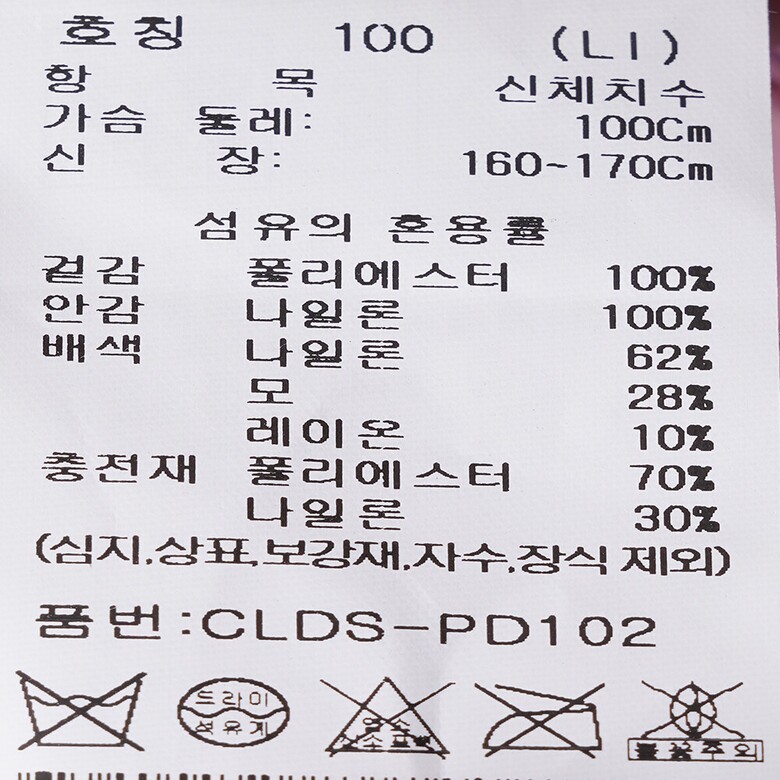 호칭 100 (LI)
항 목 신체치수
가슴 둘레: 100Cm
신 장: 160~170Cm
섬유의 혼용률
겉감 폴리에스터 100%
안감 나일론 100%
배색 나일론 62%
모 28%
레이온 10%
충전재 폴리에스터 70%
나일론 30%
(심지,상표,보강재,자수,장식 제외)
품번:CLDS-PD102
드라이
석유계
염소
산소표백
불꽃주의